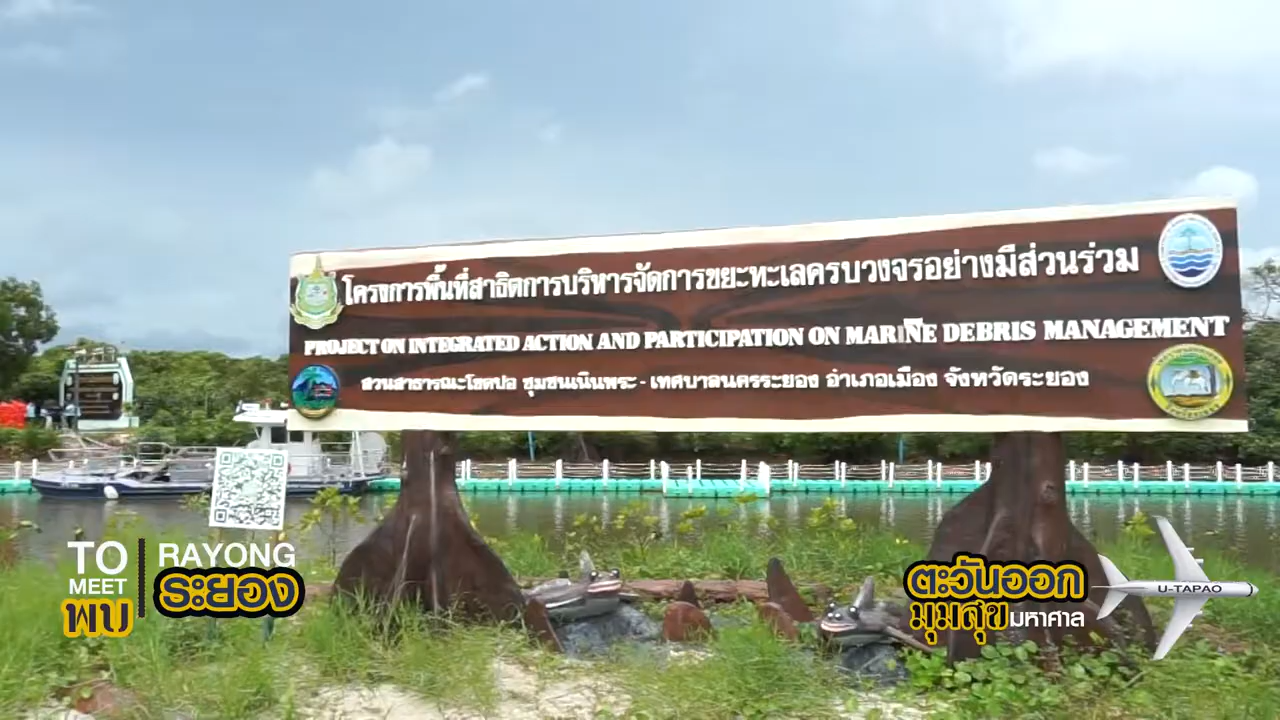 โครงการพื้นที่สาธิตการบริหารจัดการขยะทะเลครบวงจรอย่างมีส่วนร่วม
PROJECT ON INTEGRATED ACTION AND PARTICIPATION ON MARINE DEBRIS MANAGEMENT
สวนสาธารณะโขดปอ ชุมชนเนินพระ - เทศบาลนครระยอง อำเภอเมือง จังหวัดระยอง
TO MEET พบ
RAYONG ระยอง
ตะวันออก
มุมสุขมหาศาล
U-TAPAO